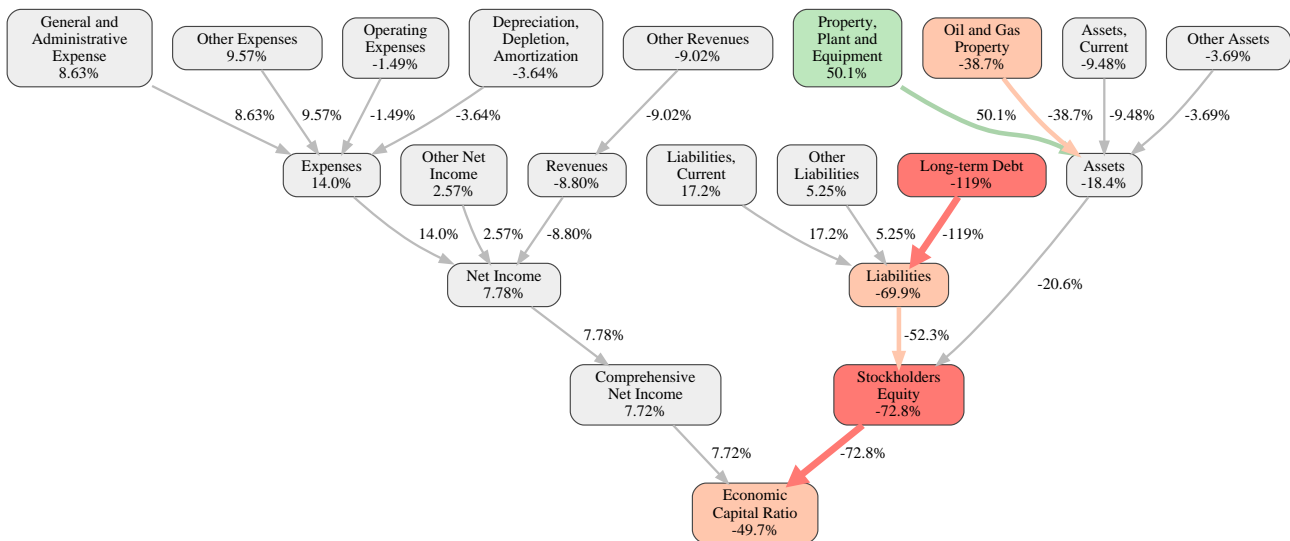 General and
Administrative
Expense
8.63%
Other Expenses
9.57%
Operating
Expenses
-1.49%
Depreciation,
Depletion,
Amortization
-3.64%
Other Revenues
-9.02%
Property,
Plant and
Equipment
50.1%
Oil and Gas
Property
-38.7%
Assets,
Current
-9.48%
Other Assets
-3.69%
8.63%
9.57%
-1.49%
-3.64%
-9.02%
50.1%
-38.7%
-9.48%
-3.69%
Expenses
14.0%
Other Net
Income
2.57%
Revenues
-8.80%
Liabilities,
Current
17.2%
Other
Liabilities
5.25%
Long-term Debt
-119%
Assets
-18.4%
14.0%
2.57%
-8.80%
17.2%
5.25%
-119%
-20.6%
Net Income
7.78%
Liabilities
-69.9%
7.78%
-52.3%
Comprehensive
Net Income
7.72%
Stockholders
Equity
-72.8%
7.72%
-72.8%
Economic
Capital Ratio
-49.7%